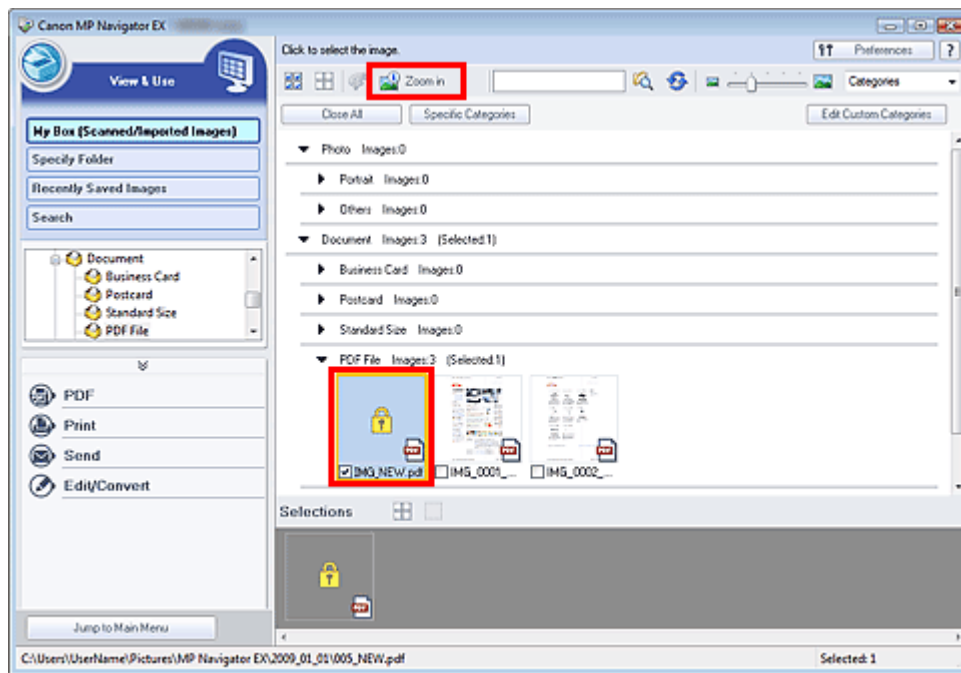 Canon MP Navigator EX
Click to select the image.
Preferences
?
View & Use
Zoom in
Categories
Close All
Specific Categories
Edit Custom Categories
My Box (Scanned/Imported Images)
Specify Folder
Recently Saved Images
Search
Document
Business Card
Postcard
Standard Size
PDF File
PDF
Print
Send
Edit/Convert
Jump to Main Menu
Photo Images:0
Portrait Images:0
Others Images:0
Document Images:3 (Selected:1)
Business Card Images:0
Postcard Images:0
Standard Size Images:0
PDF File Images:3 (Selected:1)
PDF
PDF
PDF
IMG_NEW.pdf
IMG_0001_...
IMG_0002_...
Selections
PDF
C:\Users\UserName\Pictures\MP Navigator EX\2009_01_01\005_NEW.pdf
Selected: 1